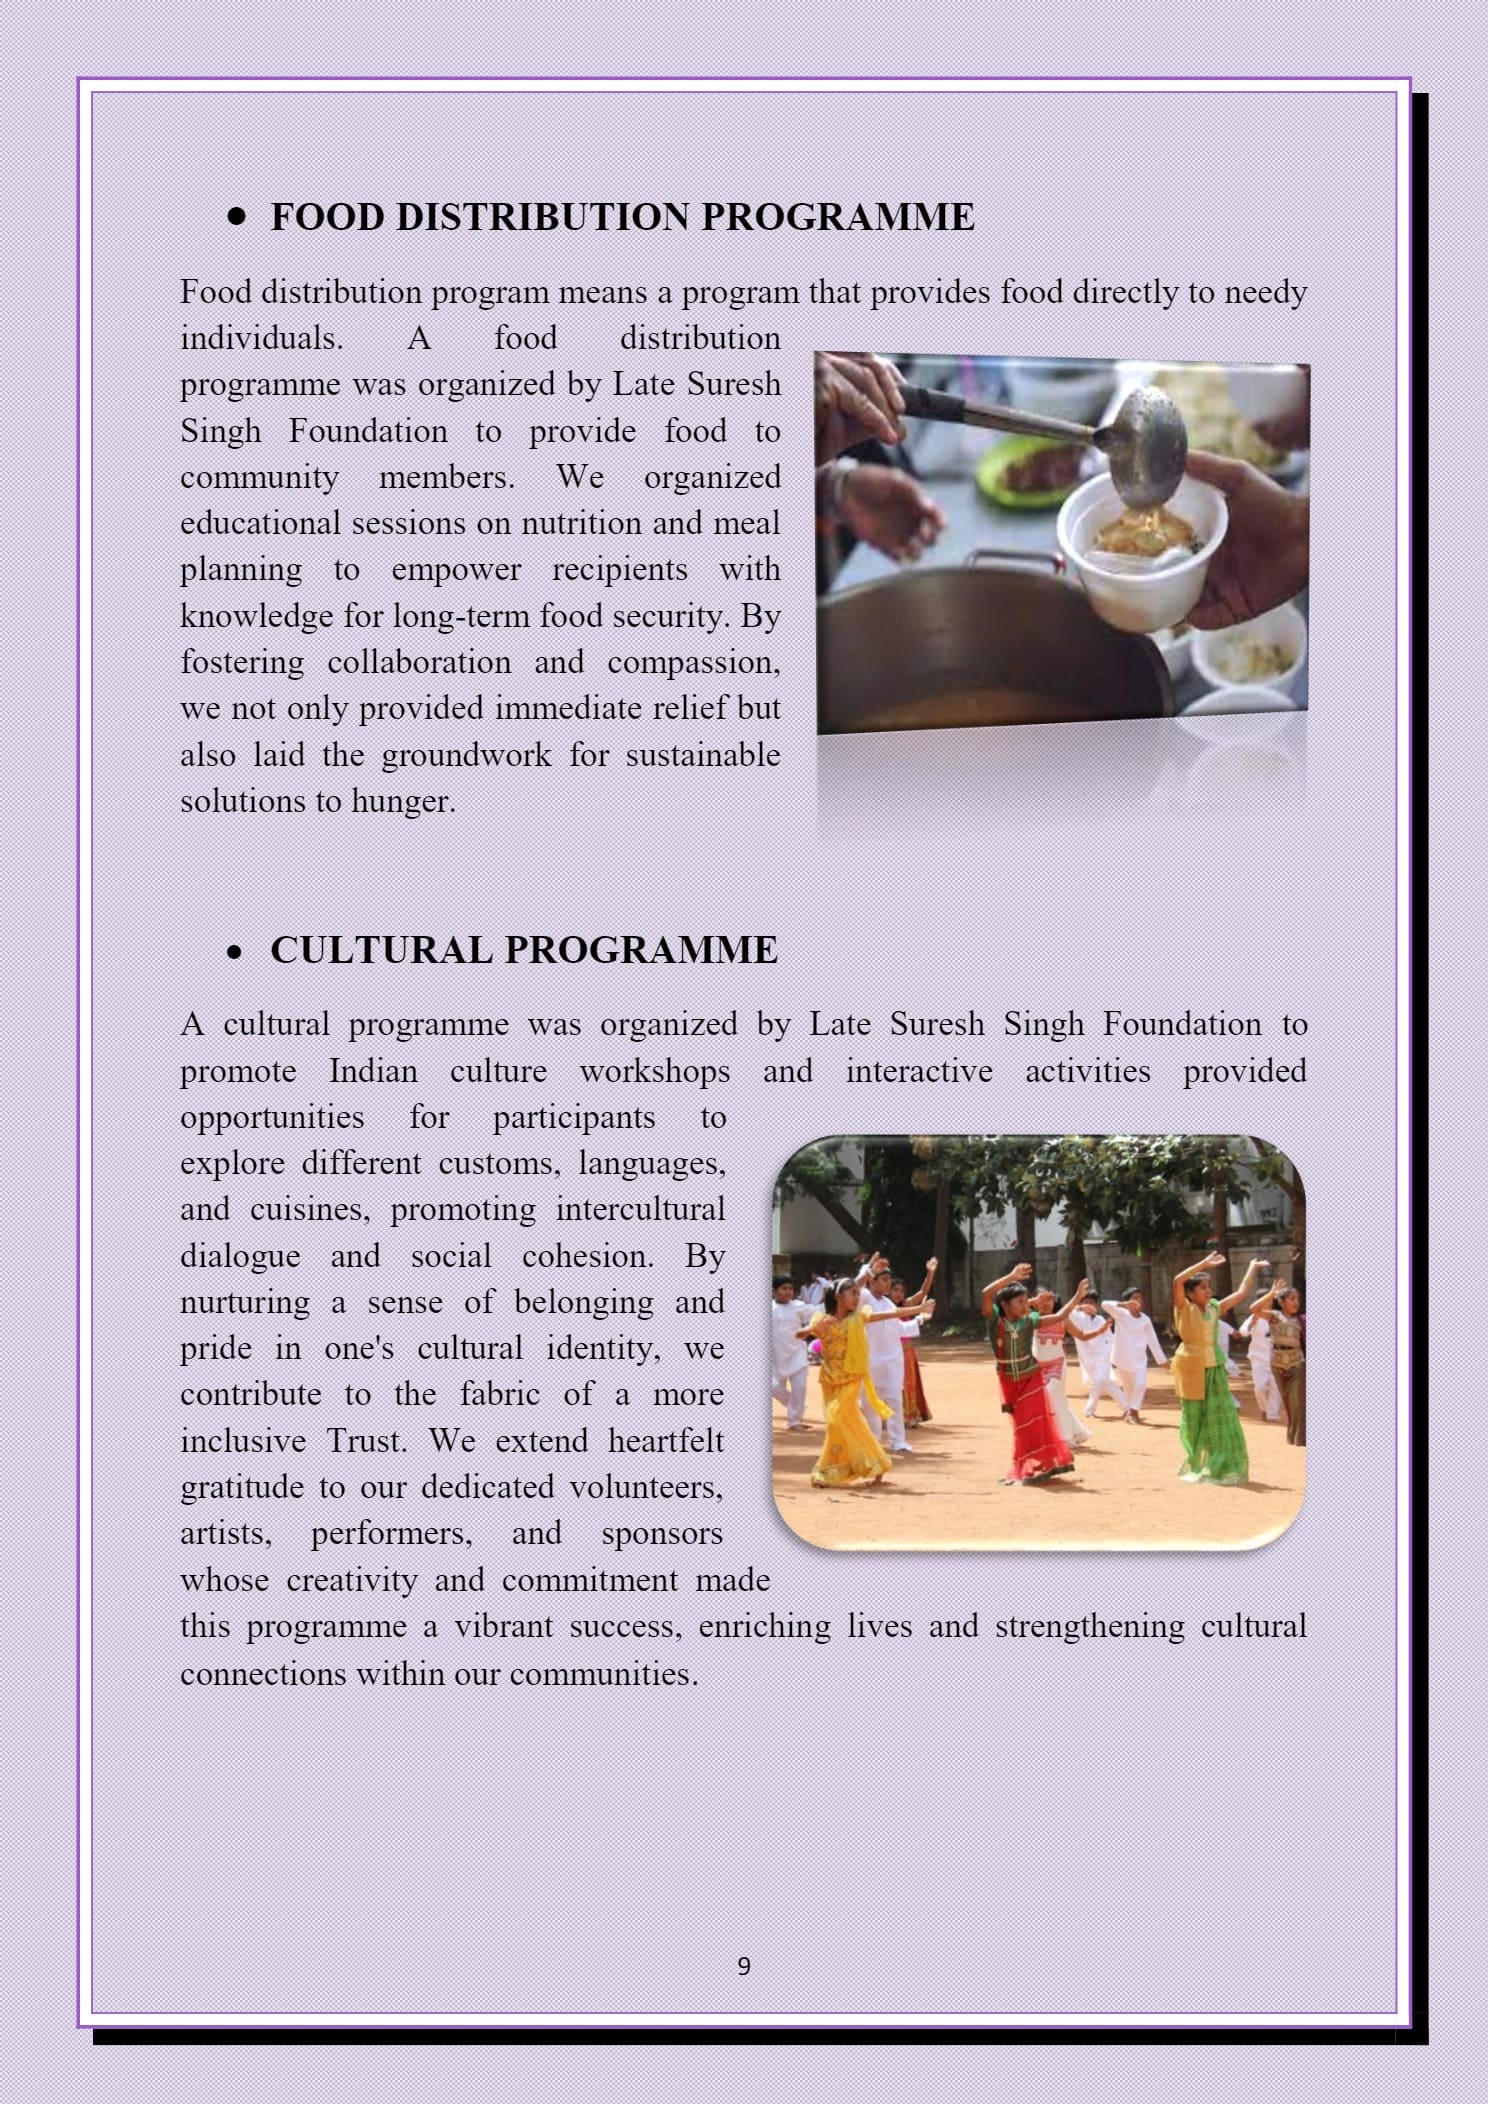 • FOOD DISTRIBUTION PROGRAMME
Food distribution program means a program that provides food directly to needy
individuals. A food distribution
programme was organized by Late Suresh
Singh Foundation to provide food to
community members. We organized
educational sessions on nutrition and meal
planning to empower recipients with
knowledge for long-term food security. By
fostering collaboration and compassion,
we not only provided immediate relief but
also laid the groundwork for sustainable
solutions to hunger.
• CULTURAL PROGRAMME
A cultural programme was organized by Late Suresh Singh Foundation to
promote Indian culture workshops and interactive activities provided
opportunities for participants to
explore different customs, languages,
and cuisines, promoting intercultural
dialogue and social cohesion. By
nurturing a sense of belonging and
pride in one's cultural identity, we
contribute to the fabric of a more
inclusive Trust. We extend heartfelt
gratitude to our dedicated volunteers,
artists, performers, and sponsors
whose creativity and commitment made
this programme a vibrant success, enriching lives and strengthening cultural
connections within our communities.
9